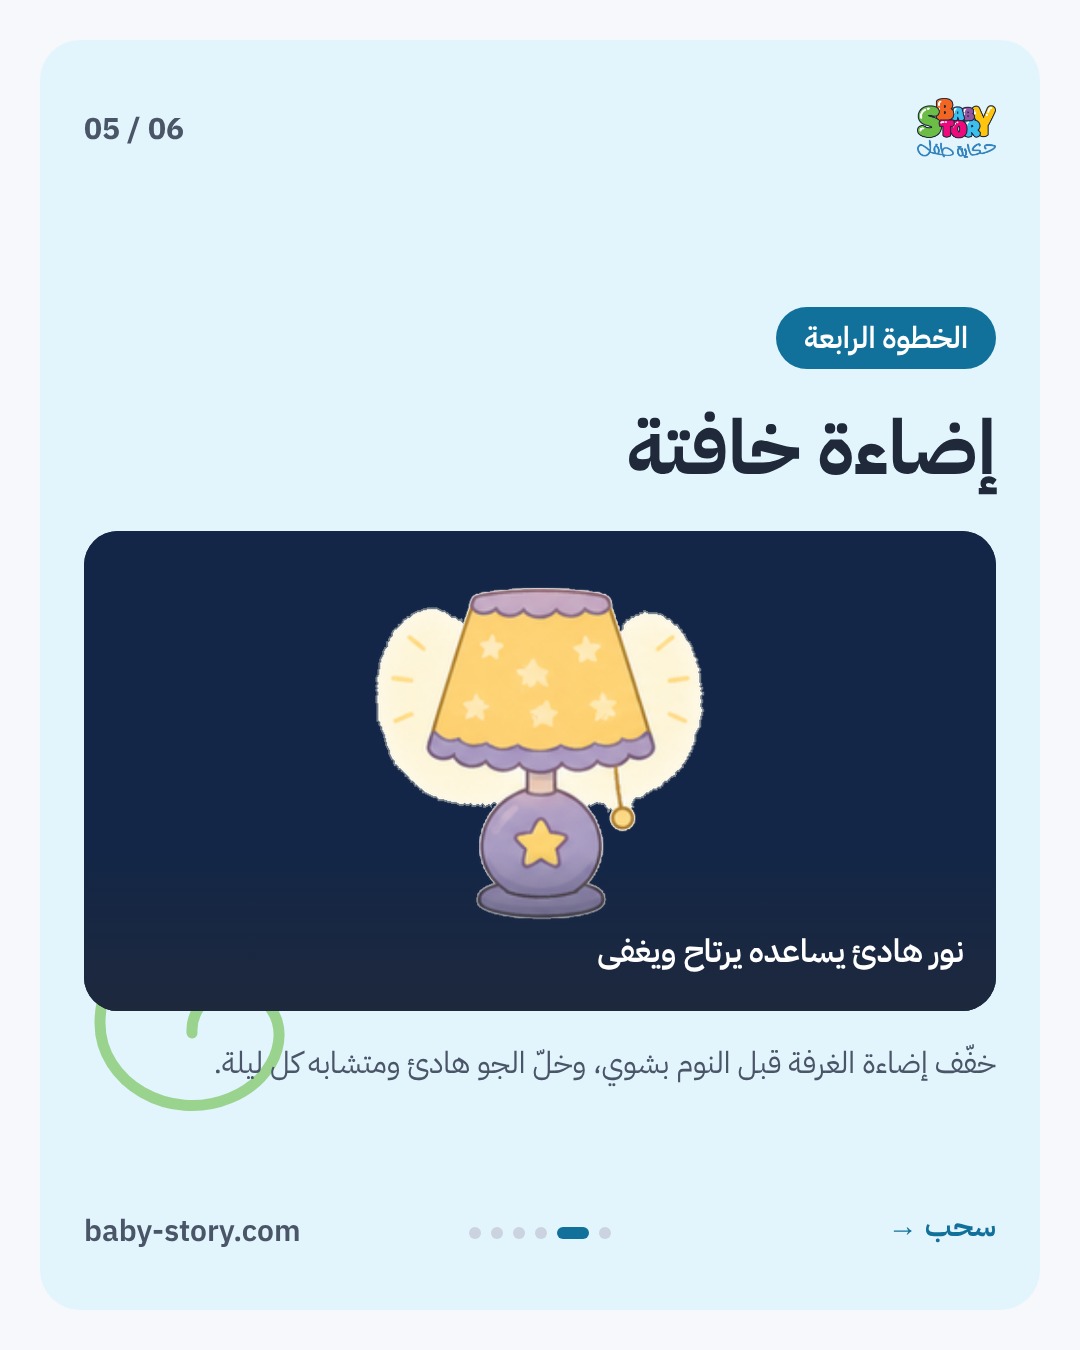 05 / 06
BABY STORY
حكاية طفل
الخطوة الرابعة
إضاءة خافتة
نور هادئ يساعده يرتاح ويغفى
خفّف إضاءة الغرفة قبل النوم بشوي، وخلّ الجو هادئ ومتشابه كل ليلة.
سحب →
baby-story.com